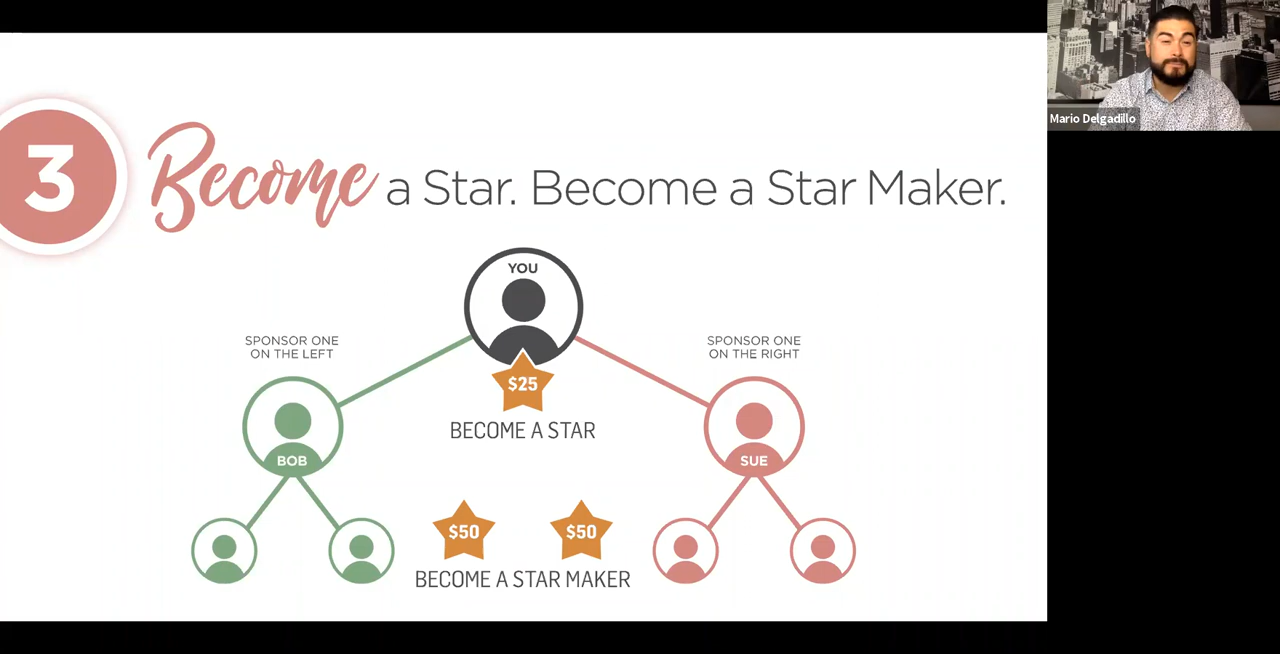 Mario Delgadillo
3
Become a Star. Become a Star Maker.
YOU
SPONSOR ONE
ON THE LEFT
SPONSOR ONE
ON THE RIGHT
$25
BECOME A STAR
BOB
SUE
$50
$50
BECOME A STAR MAKER